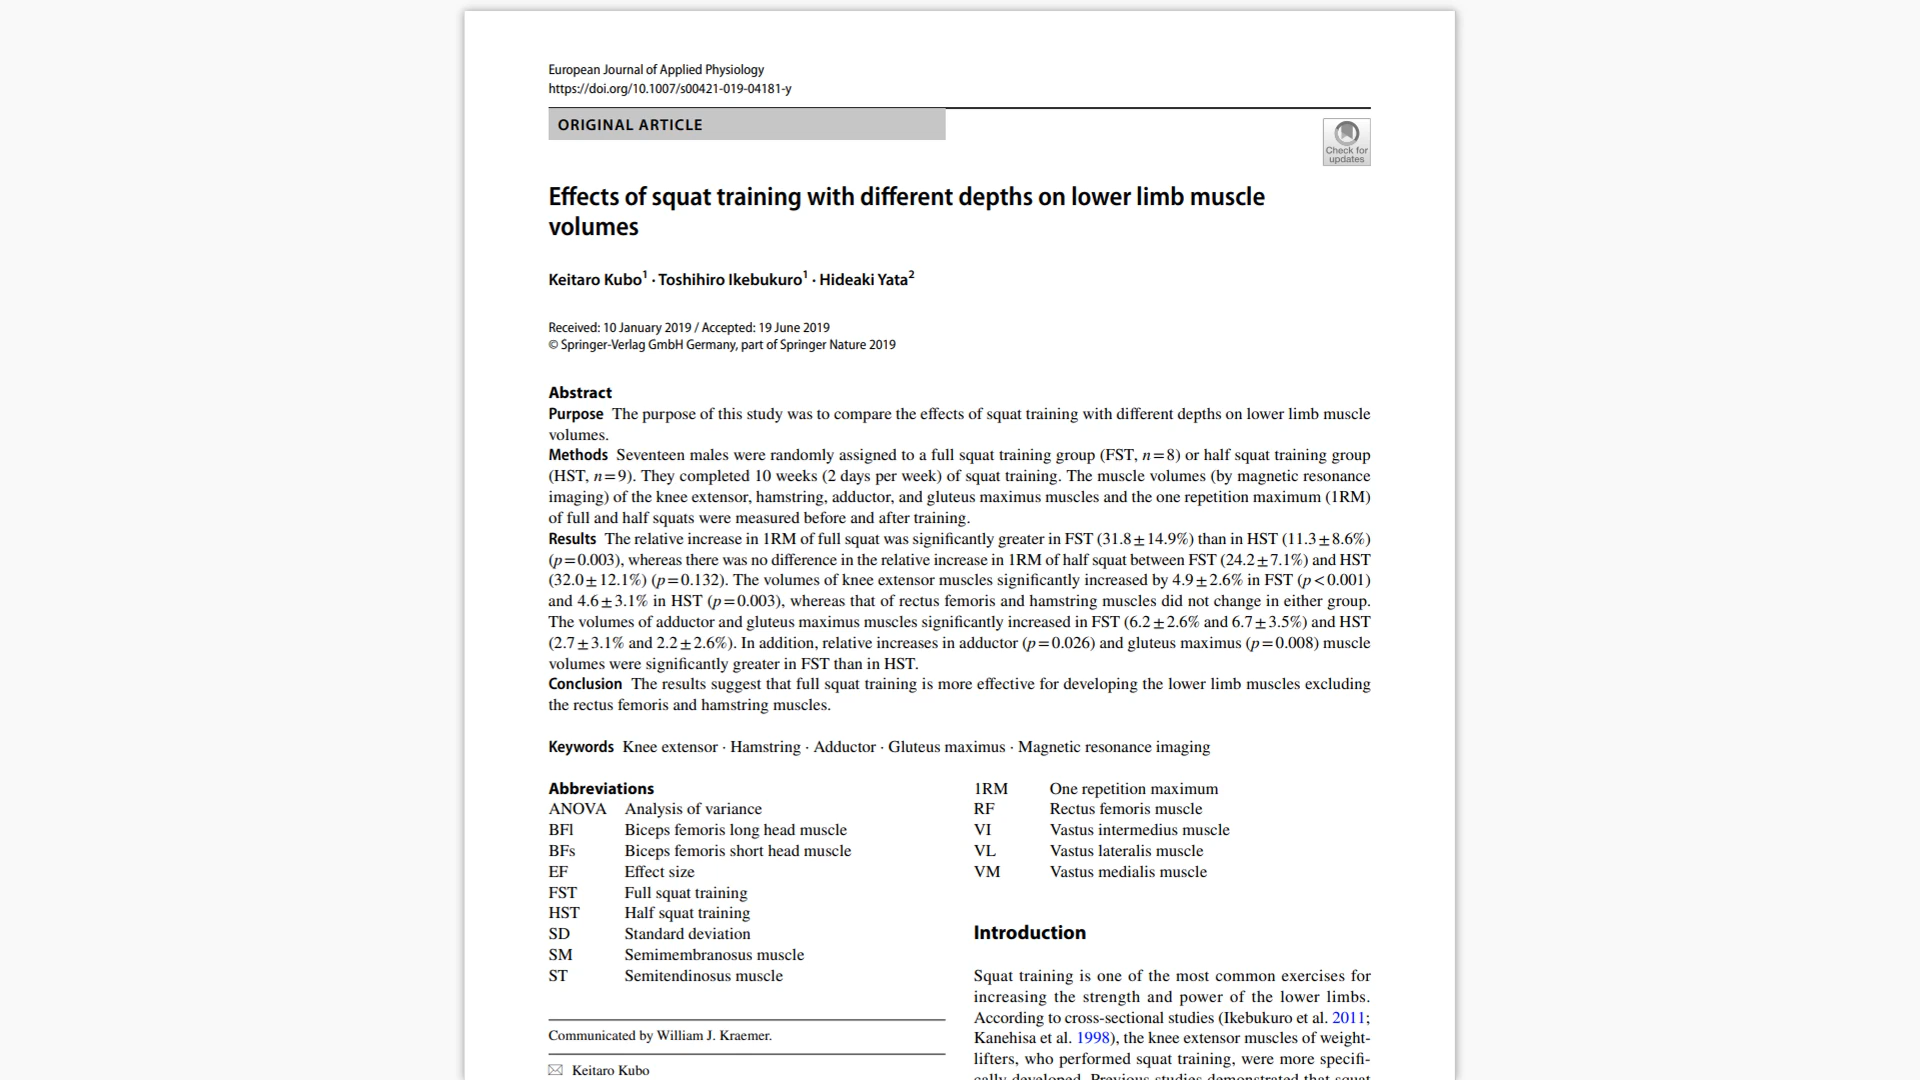 European Journal of Applied Physiology
https://doi.org/10.1007/s00421-019-04181-y
ORIGINAL ARTICLE
Check for
updates
Effects of squat training with different depths on lower limb muscle
volumes
Keitaro Kubo1 · Toshihiro Ikebukuro1 · Hideaki Yata2
Received: 10 January 2019 / Accepted: 19 June 2019
© Springer-Verlag GmbH Germany, part of Springer Nature 2019
Abstract
Purpose The purpose of this study was to compare the effects of squat training with different depths on lower limb muscle
volumes.
Methods Seventeen males were randomly assigned to a full squat training group (FST, n=8) or half squat training group
(HST, n=9). They completed 10 weeks (2 days per week) of squat training. The muscle volumes (by magnetic resonance
imaging) of the knee extensor, hamstring, adductor, and gluteus maximus muscles and the one repetition maximum (1RM)
of full and half squats were measured before and after training.
Results The relative increase in 1RM of full squat was significantly greater in FST (31.8±14.9%) than in HST (11.3±8.6%)
(p=0.003), whereas there was no difference in the relative increase in 1RM of half squat between FST (24.2±7.1%) and HST
(32.0±12.1%) (p=0.132). The volumes of knee extensor muscles significantly increased by 4.9±2.6% in FST (p<0.001)
and 4.6±3.1% in HST (p=0.003), whereas that of rectus femoris and hamstring muscles did not change in either group.
The volumes of adductor and gluteus maximus muscles significantly increased in FST (6.2±2.6% and 6.7±3.5%) and HST
(2.7±3.1% and 2.2±2.6%). In addition, relative increases in adductor (p=0.026) and gluteus maximus (p=0.008) muscle
volumes were significantly greater in FST than in HST.
Conclusion The results suggest that full squat training is more effective for developing the lower limb muscles excluding
the rectus femoris and hamstring muscles.
Keywords Knee extensor · Hamstring · Adductor · Gluteus maximus · Magnetic resonance imaging
Abbreviations
ANOVA Analysis of variance
BFl Biceps femoris long head muscle
BFs Biceps femoris short head muscle
EF Effect size
FST Full squat training
HST Half squat training
SD Standard deviation
SM Semimembranosus muscle
ST Semitendinosus muscle
Communicated by William J. Kraemer.
Keitaro Kubo
1RM One repetition maximum
RF Rectus femoris muscle
VI Vastus intermedius muscle
VL Vastus lateralis muscle
VM Vastus medialis muscle
Introduction
Squat training is one of the most common exercises for
increasing the strength and power of the lower limbs.
According to cross-sectional studies (Ikebukuro et al. 2011;
Kanehisa et al. 1998), the knee extensor muscles of weight-
lifters, who performed squat training, were more specifi-
cally developed. Previous studies demonstrated that squat